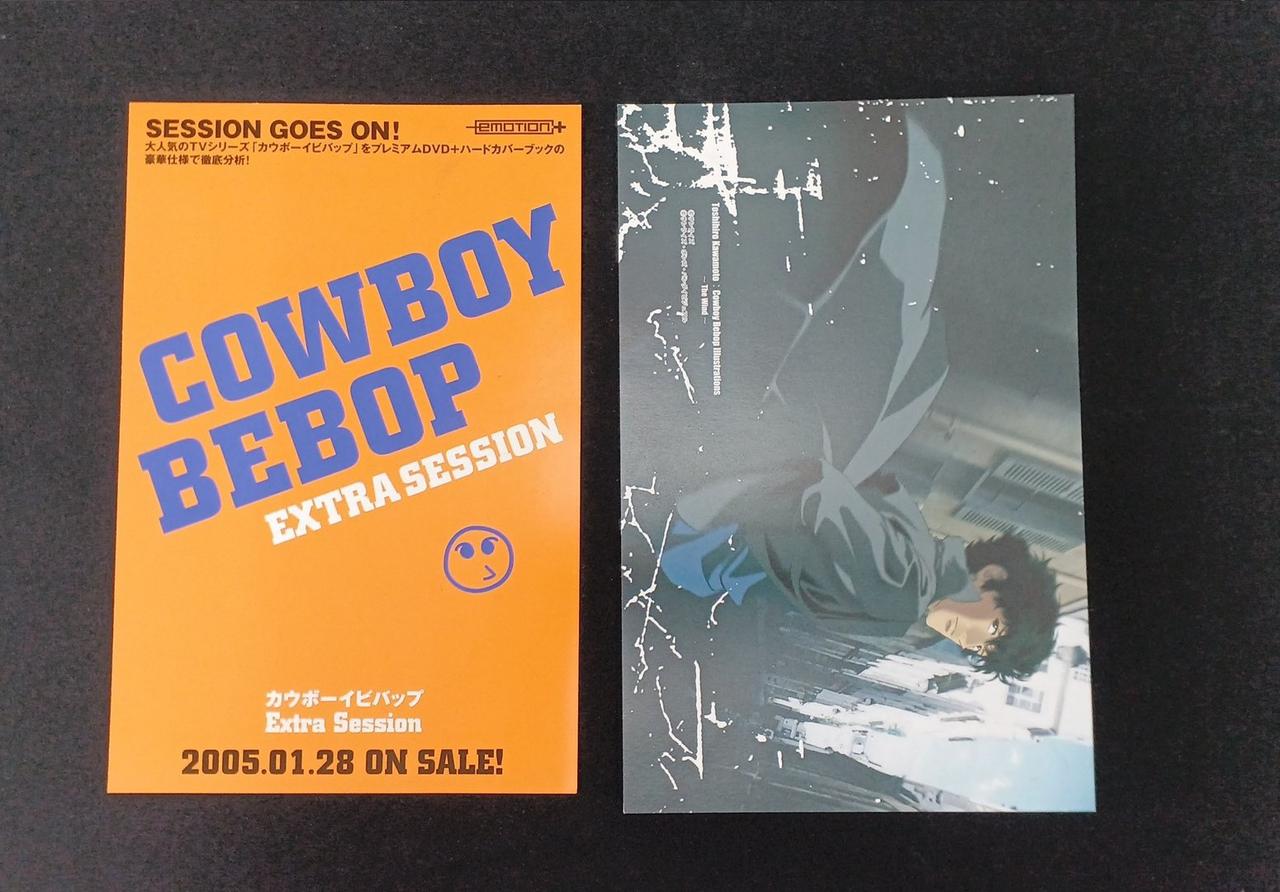 SESSION GOES ON!
EMOTION+
大人気のTVシリーズ「カウボーイビバップ」をプレミアムDVD+ハードカバーブックの
豪華仕様で徹底分析!
COWBOY
BEBOP
EXTRA SESSION
カウボーイビバップ
Extra Session
2005.01.28 ON SALE!
Toshihiro Kawamoto : Cowboy Bebop Illustrations
~ The Wind ~